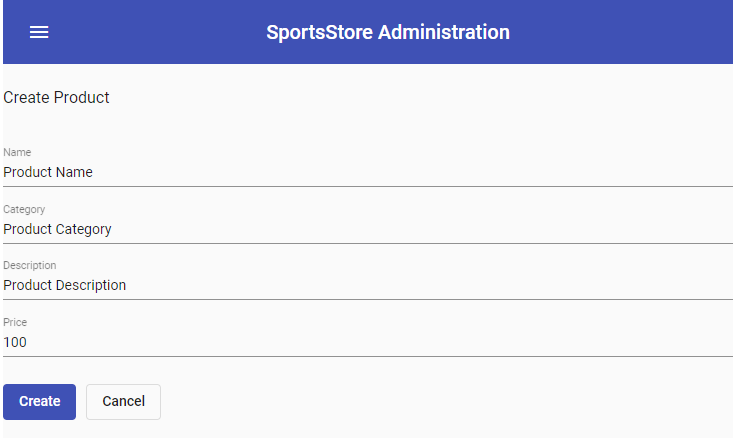 SportsStore Administration
Create Product
Name
Product Name
Category
Product Category
Description
Product Description
Price
100
Create Cancel